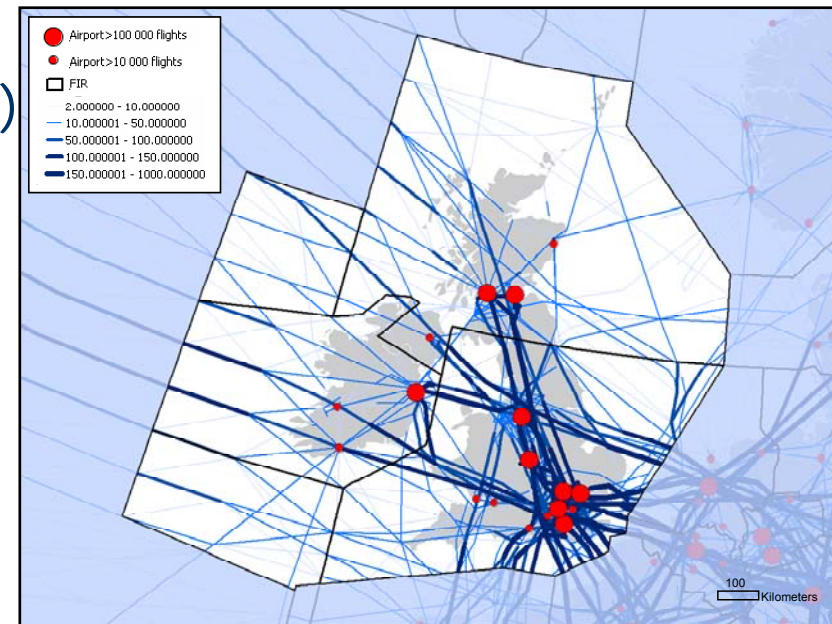 )
Airport>100 000 flights
Airport>10 000 flights
FIR
2.000000 - 10.000000
10.000001 - 50.000000
50.000001 - 100.000000
100.000001 - 150.000000
150.000001 - 1000.000000
100
Kilometers